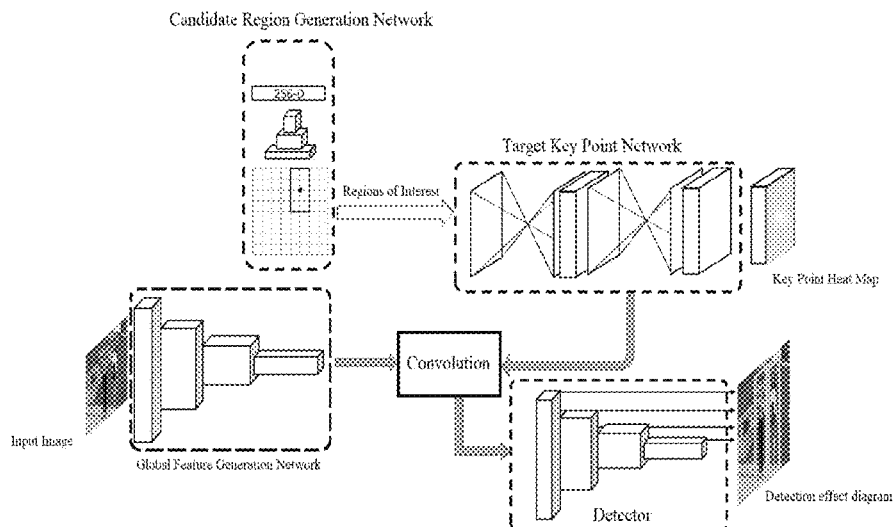 Candidate Region Generation Network
256-D
Target Key Point Network
Regions of Interest
Key Point Heat Map
Convolution
Input Image
Global Feature Generation Network
Detector
Detection effect diagram